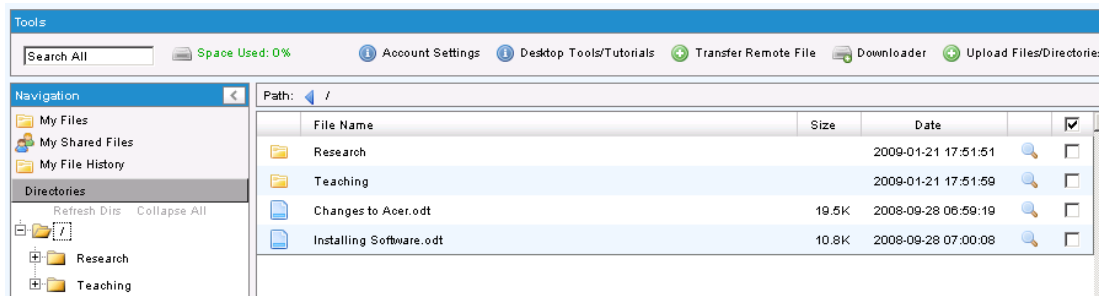 Tools
Search All Space Used: 0% Account Settings Desktop Tools/Tutorials Transfer Remote File Downloader Upload Files/Directories
Navigation
My Files
My Shared Files
My File History
Directories
Refresh Dirs Collapse All
/
Research
Teaching
Path: /
File Name Size Date
Research 2009-01-21 17:51:51
Teaching 2009-01-21 17:51:59
Changes to Acer.odt 19.5K 2008-09-28 06:59:19
Installing Software.odt 10.8K 2008-09-28 07:00:08